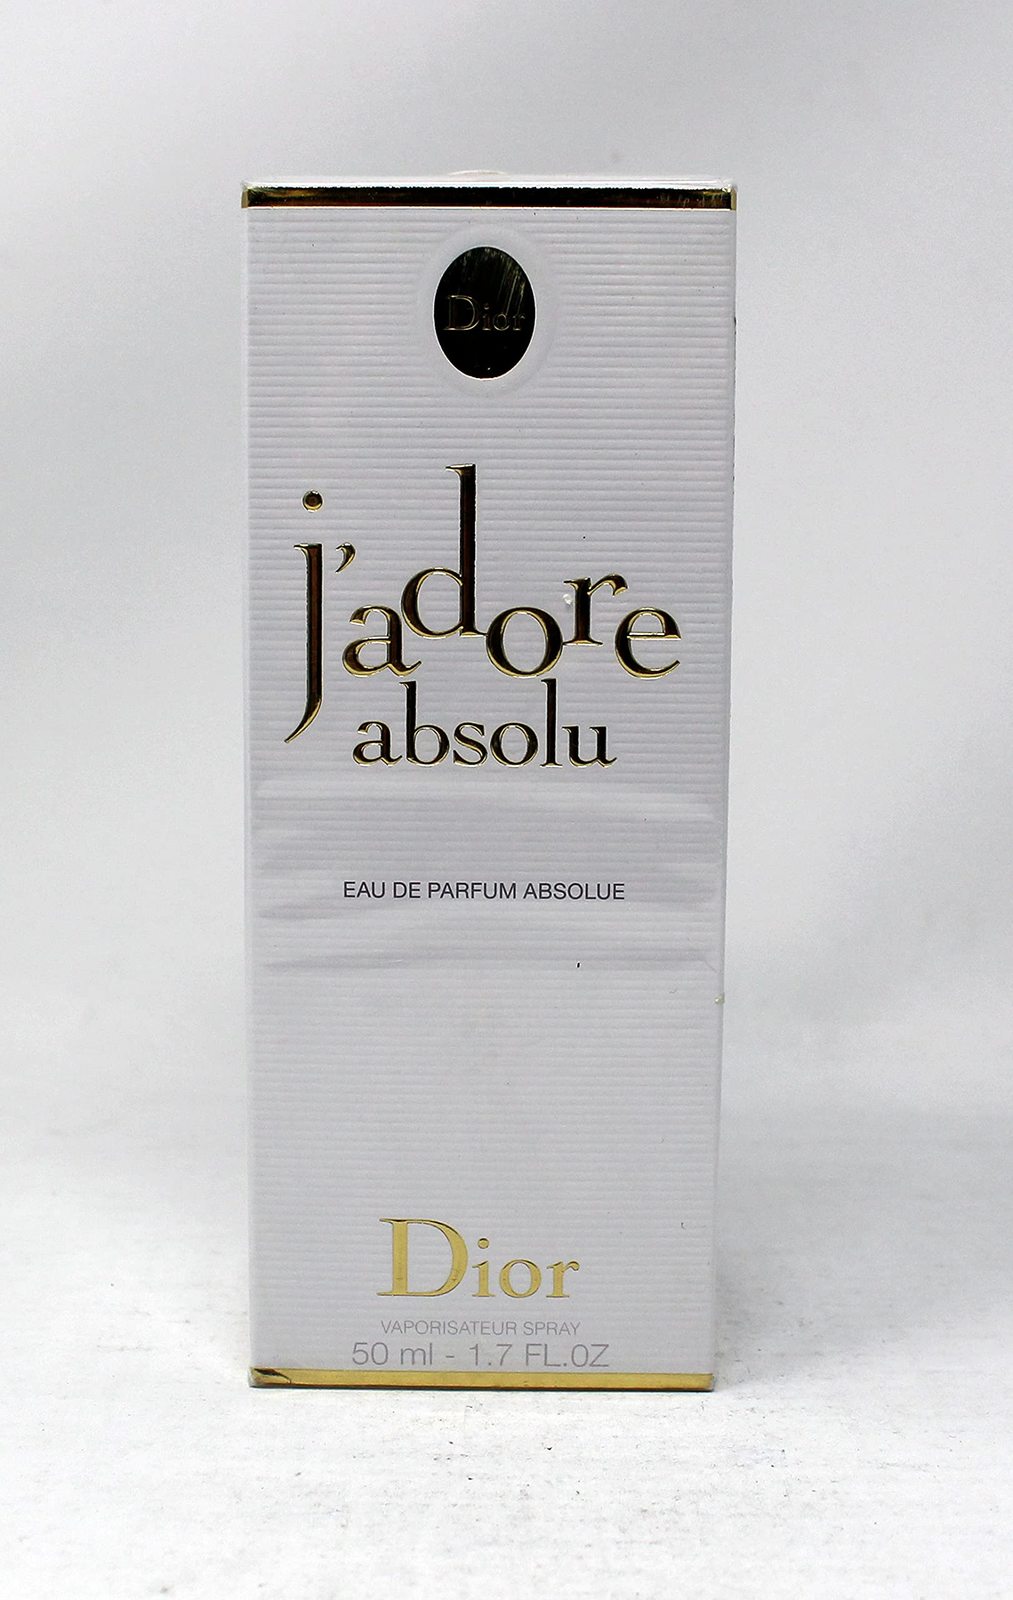 Dior
j'adore
absolu
EAU DE PARFUM ABSOLUE
Dior
VAPORISATEUR SPRAY
50 ml - 1.7 FL.OZ